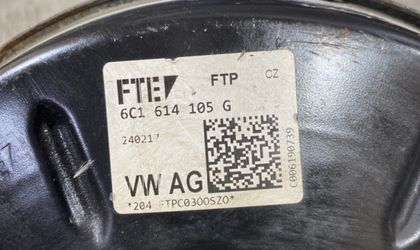 FTE FTP CZ
6C1 614 105 G
240217
VW AG
*204 FTPC0300SZ0*
C006190739